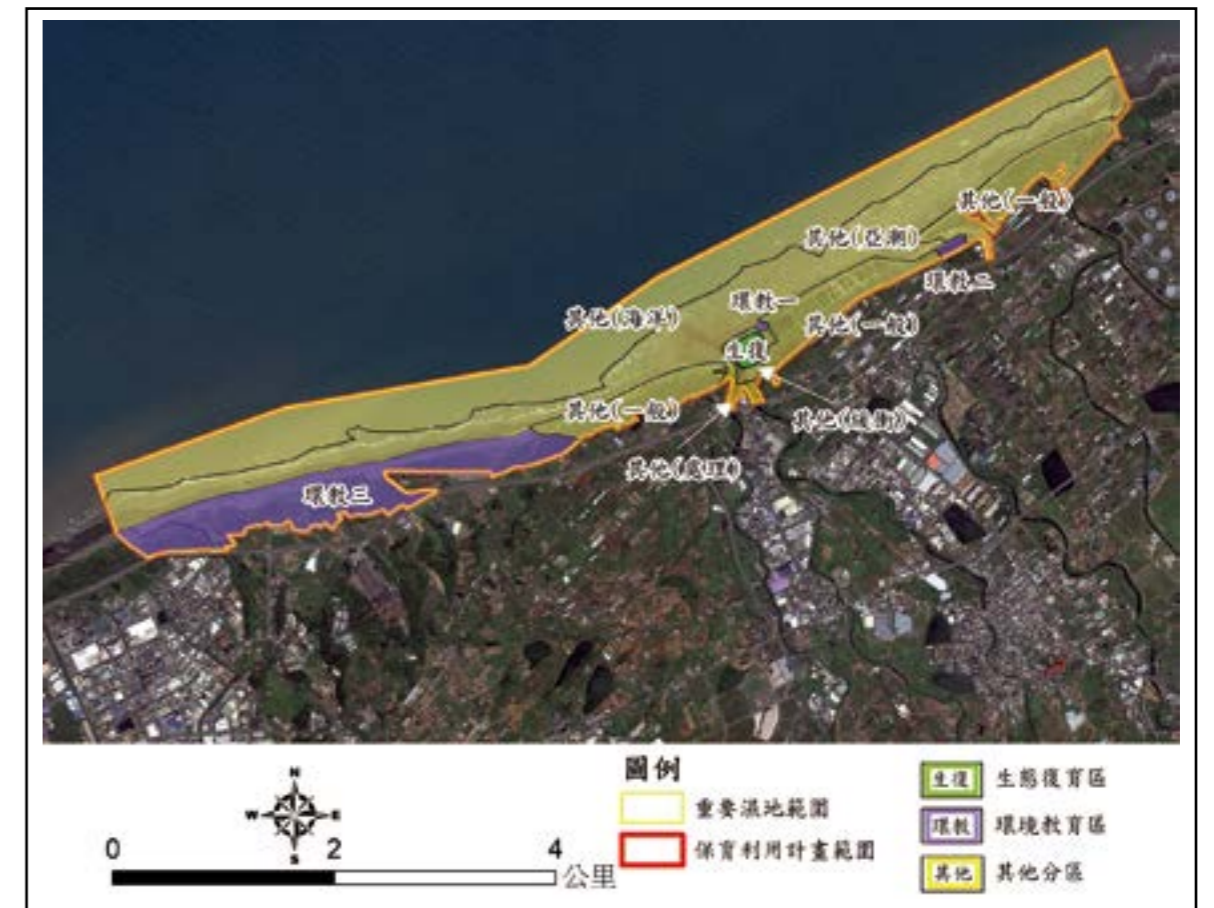 其他(一般)
其他(亞潮)
環教二
環教一
其他(海洋)
其他(一般)
生復
其他(一般)
其他(緩衝)
其他(處理)
環教三
圖例
重要濕地範圍
保育利用計畫範圍
生復 生態復育區
環教 環境教育區
其他 其他分區
N
W E
S
0 2 4 公里